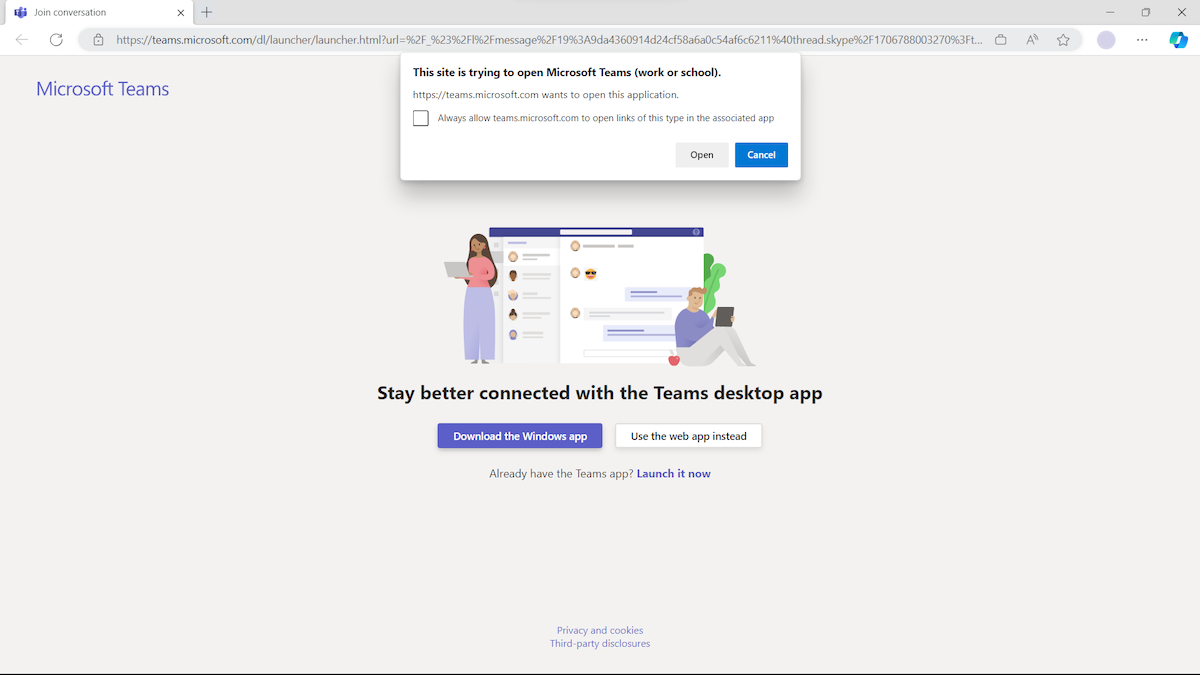 Join conversation
https://teams.microsoft.com/dl/launcher/launcher.html?url=%2F_%23%2Fl%2Fmessage%2F19%3A9da4360914d24cf58a6a0c54af6c6211%40thread.skype%2F1706788003270%3Ft...
This site is trying to open Microsoft Teams (work or school).
https://teams.microsoft.com wants to open this application.
Always allow teams.microsoft.com to open links of this type in the associated app
Open Cancel
Microsoft Teams
Stay better connected with the Teams desktop app
Download the Windows app Use the web app instead
Already have the Teams app? Launch it now
Privacy and cookies
Third-party disclosures